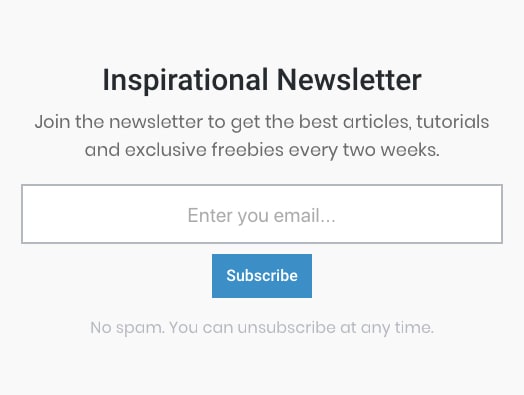 Inspirational Newsletter
Join the newsletter to get the best articles, tutorials
and exclusive freebies every two weeks.
Enter you email...
Subscribe
No spam. You can unsubscribe at any time.